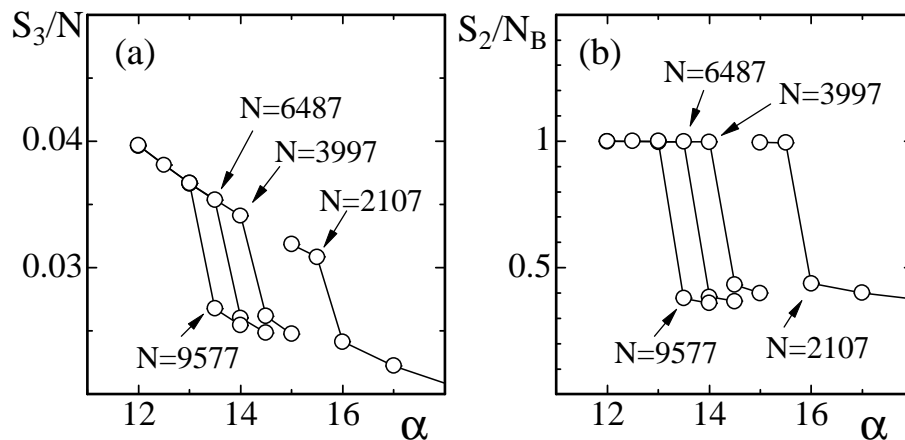 S3/N
(a)
N=6487
N=3997
N=2107
N=9577
0.04
0.03
12
14
16
α
S2/NB
(b)
N=6487
N=3997
N=9577
N=2107
1
0.5
12
14
16
α